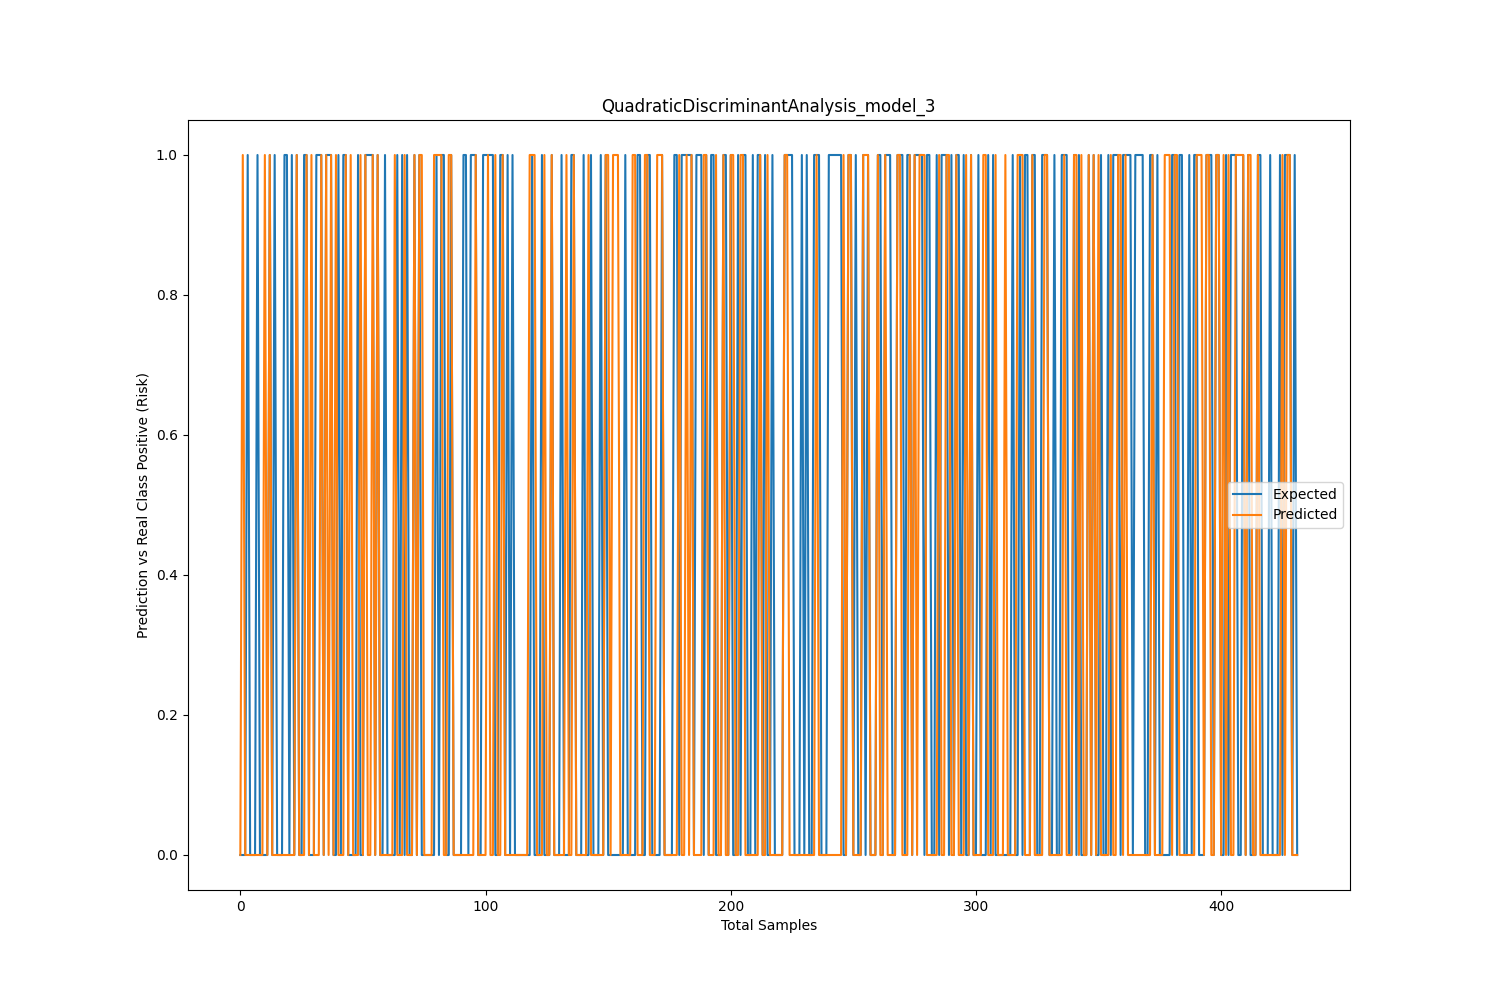 QuadraticDiscriminantAnalysis_model_3
1.0
0.8
0.6
0.4
0.2
0.0
Prediction vs Real Class Positive (Risk)
Expected
Predicted
0
100
200
300
400
Total Samples